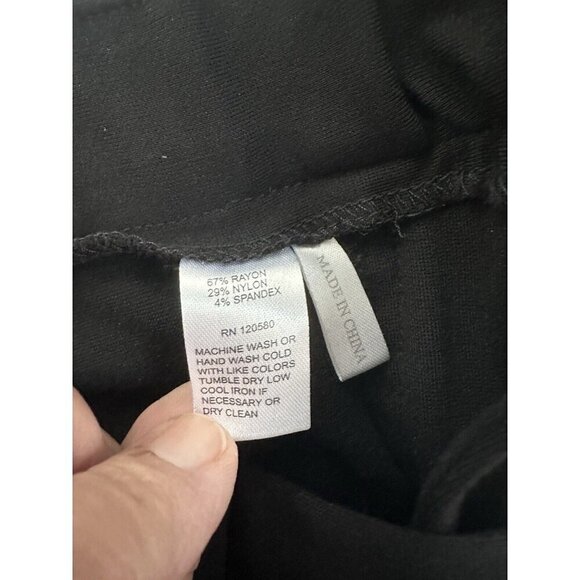 67% RAYON
29% NYLON
4% SPANDEX
RN 120580
MACHINE WASH OR
HAND WASH COLD
WITH LIKE COLORS
TUMBLE DRY LOW
COOL IRON IF
NECESSARY OR
DRY CLEAN
MADE IN CHINA